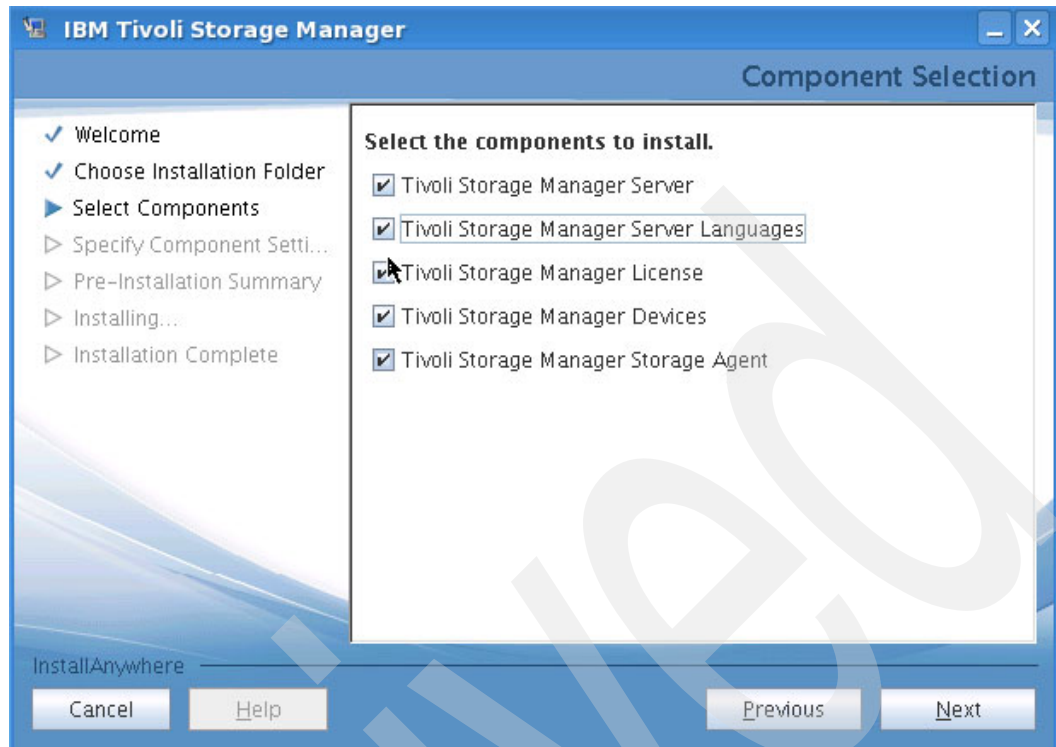 IBM Tivoli Storage Manager
Component Selection
Welcome
Choose Installation Folder
Select Components
Specify Component Setti...
Pre-Installation Summary
Installing...
Installation Complete
Select the components to install.
Tivoli Storage Manager Server
Tivoli Storage Manager Server Languages
Tivoli Storage Manager License
Tivoli Storage Manager Devices
Tivoli Storage Manager Storage Agent
InstallAnywhere
Cancel
Help
Previous
Next